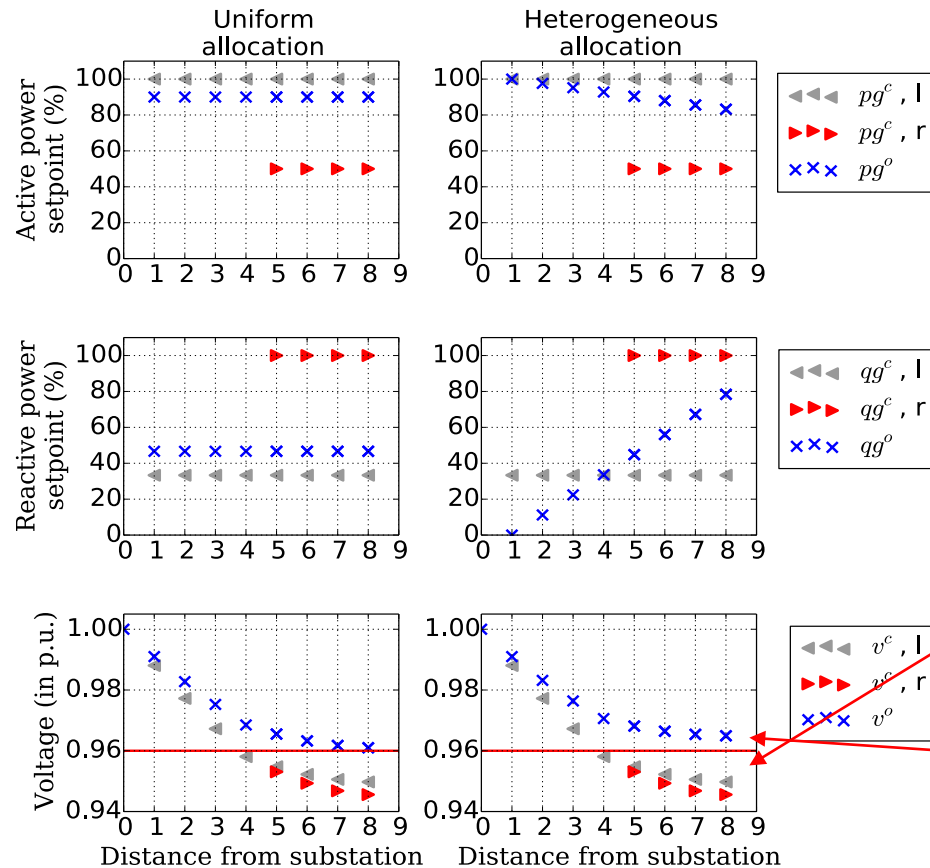 Uniform
allocation
Heterogeneous
allocation
Active power
setpoint (%)
100
80
60
40
20
0
0 1 2 3 4 5 6 7 8 9
0 1 2 3 4 5 6 7 8 9
pg^c , l
pg^c , r
pg^o
Reactive power
setpoint (%)
100
80
60
40
20
0
0 1 2 3 4 5 6 7 8 9
100
80
60
40
20
0
0 1 2 3 4 5 6 7 8 9
qg^c , l
qg^c , r
qg^o
Voltage (in p.u.)
1.00
0.98
0.96
0.94
0 1 2 3 4 5 6 7 8 9
Distance from substation
1.00
0.98
0.96
0.94
0 1 2 3 4 5 6 7 8 9
Distance from substation
v^c , l
v^c , r
v^o